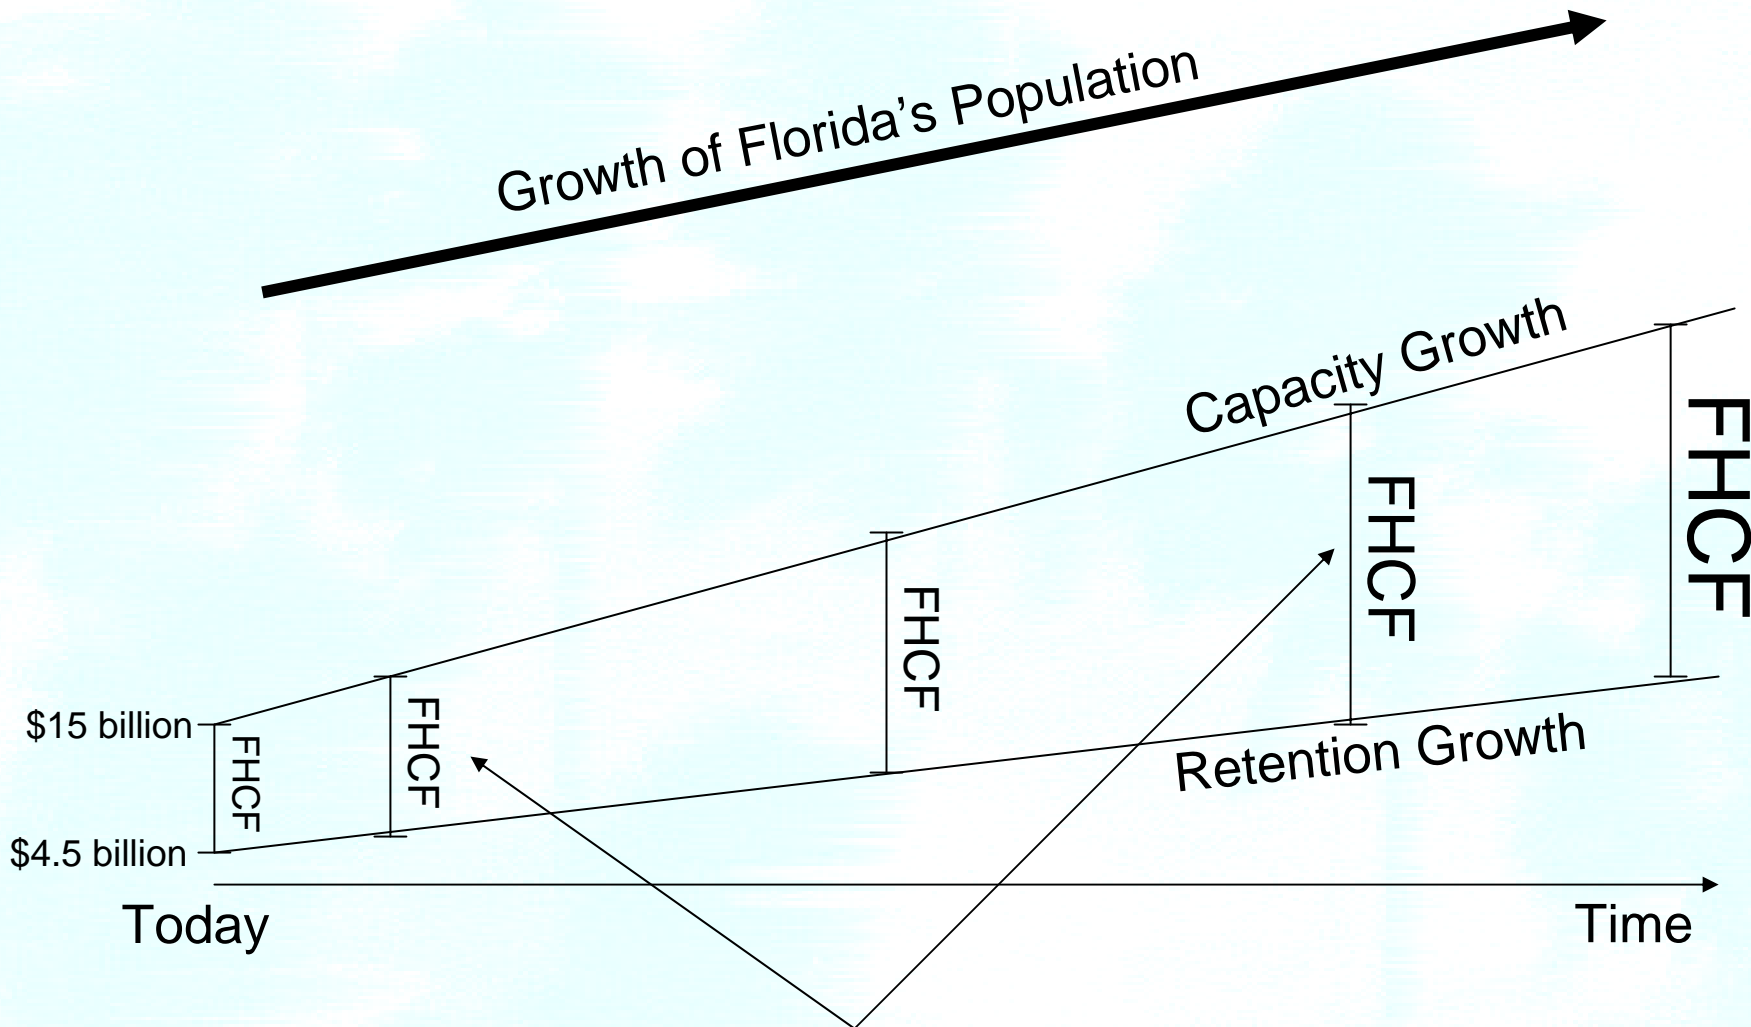 Growth of Florida’s Population
Capacity Growth
FHCF
FHCF
FHCF
FHCF
FHCF
$15 billion
$4.5 billion
Retention Growth
Today
Time